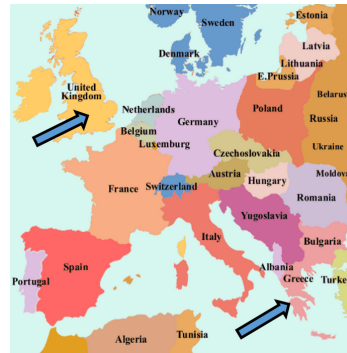 Norway
Sweden
Estonia
Denmark
Latvia
Lithuania
E.Prussia
United
Kingdom
Netherlands
Belgium
Luxemburg
Germany
Poland
Belarus
Russia
Ukraine
Czechoslovakia
Austria
Moldov
France
Switzerland
Hungary
Romania
Yugoslavia
Italy
Bulgaria
Spain
Portugal
Albania
Greece
Turke
Algeria
Tunisia